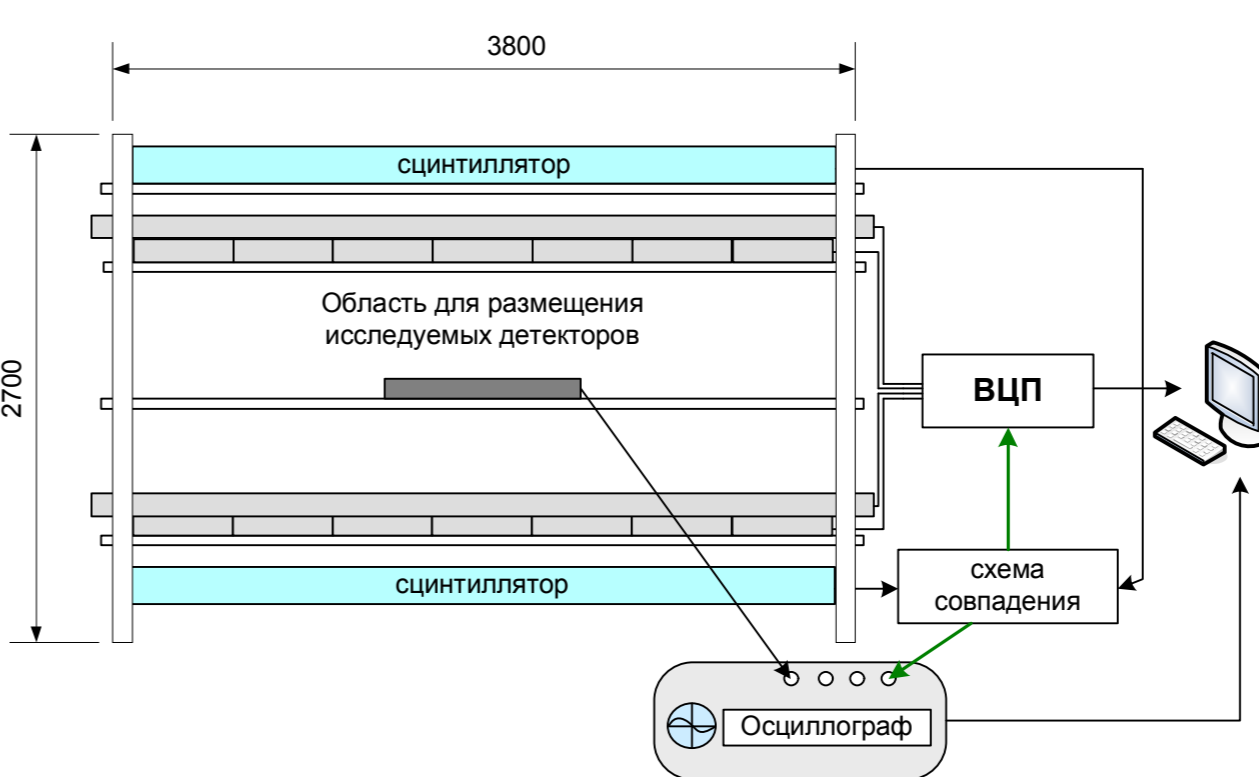 3800
сцинтиллятор
Область для размещения
исследуемых детекторов
2700
ВЦП
сцинтиллятор
схема
совпадения
Осциллограф